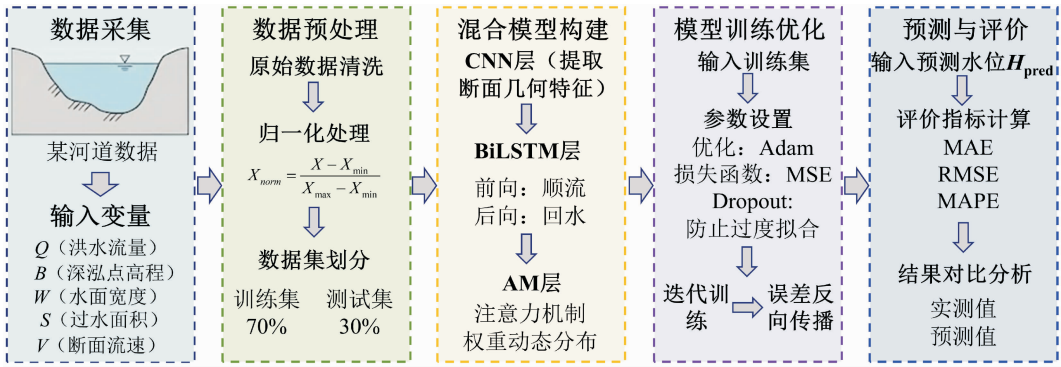 数据采集
某河道数据
输入变量
Q（洪水流量）
B（深泓点高程）
W（水面宽度）
S（过水面积）
V（断面流速）
数据预处理
原始数据清洗
归一化处理
X_norm = (X − X_min) / (X_max − X_min)
数据集划分
训练集 测试集
70% 30%
混合模型构建
CNN层（提取
断面几何特征）
BiLSTM层
前向：顺流
后向：回水
AM层
注意力机制
权重动态分布
模型训练优化
输入训练集
参数设置
优化：Adam
损失函数：MSE
Dropout:
防止过度拟合
迭代训
练
误差反
向传播
预测与评价
输入预测水位H_pred
评价指标计算
MAE
RMSE
MAPE
结果对比分析
实测值
预测值